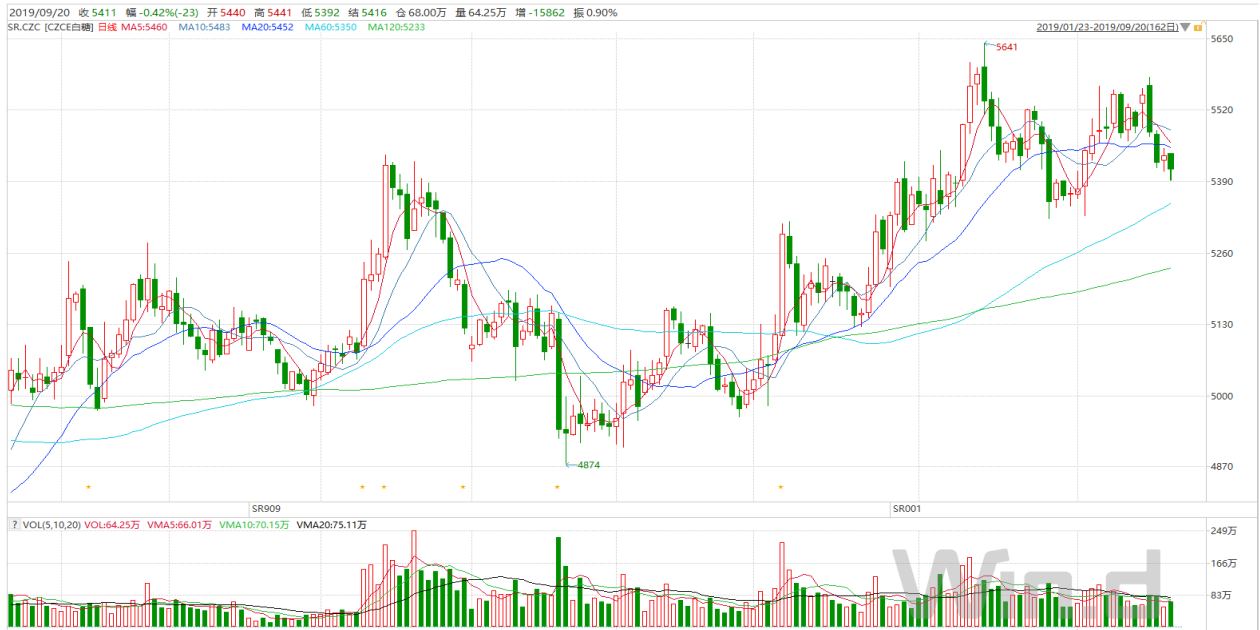 2019/09/20 收 5411 幅 -0.42%(-23) 开 5440 高 5441 低 5392 结 5416 仓 68.00万 量 64.25万 增 -15862 振 0.90%
SR.CZC [CZCE白糖] 日线 MA5:5460 MA10:5483 MA20:5452 MA60:5350 MA120:5233 2019/01/23-2019/09/20(162日)
5650
5641
5520
5390
5260
5130
5000
4870
4874
SR909 SR001
? VOL(5,10,20) VOL:64.25万 VMA5:66.01万 VMA10:70.15万 VMA20:75.11万
249万
166万
83万
Wind